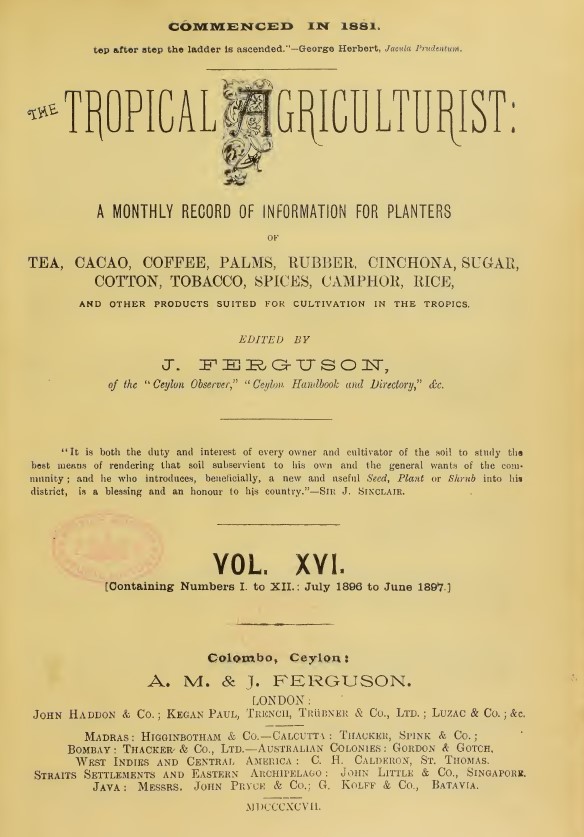 COMMENCED IN 1881.
tep after step the ladder is ascended."—George Herbert, Jacula Prudentum.
THE TROPICAL AGRICULTURIST:
A MONTHLY RECORD OF INFORMATION FOR PLANTERS
OF
TEA, CACAO, COFFEE, PALMS, RUBBER, CINCHONA, SUGAR,
COTTON, TOBACCO, SPICES, CAMPHOR, RICE,
AND OTHER PRODUCTS SUITED FOR CULTIVATION IN THE TROPICS.
EDITED BY
J. FERGUSON,
of the "Ceylon Observer," "Ceylon Handbook and Directory," &c.
"It is both the duty and interest of every owner and cultivator of the soil to study the
best means of rendering that soil subservient to his own and the general wants of the com-
munity; and he who introduces, beneficially, a new and useful Seed, Plant or Shrub into his
district, is a blessing and an honour to his country."—SIR J. SINCLAIR.
VOL. XVI.
[Containing Numbers I. to XII.: July 1896 to June 1897.]
Colombo, Ceylon:
A. M. & J. FERGUSON.
LONDON:
JOHN HADDON & Co.; KEGAN PAUL, TRENCH, TRÜBNER & Co., LTD.; LUZAC & Co.; &c.
MADRAS: HIGGINBOTHAM & Co.—CALCUTTA: THACKER, SPINK & Co.;
BOMBAY: THACKER & Co., LTD.—AUSTRALIAN COLONIES: GORDON & GOTCH,
WEST INDIES AND CENTRAL AMERICA: C. H. CALDERON, ST. THOMAS.
STRAITS SETTLEMENTS AND EASTERN ARCHIPELAGO: JOHN LITTLE & Co., SINGAPORE.
JAVA: MESSRS. JOHN PRYCE & Co.; G. KOLFF & Co., BATAVIA.
MDCCCXCVII.